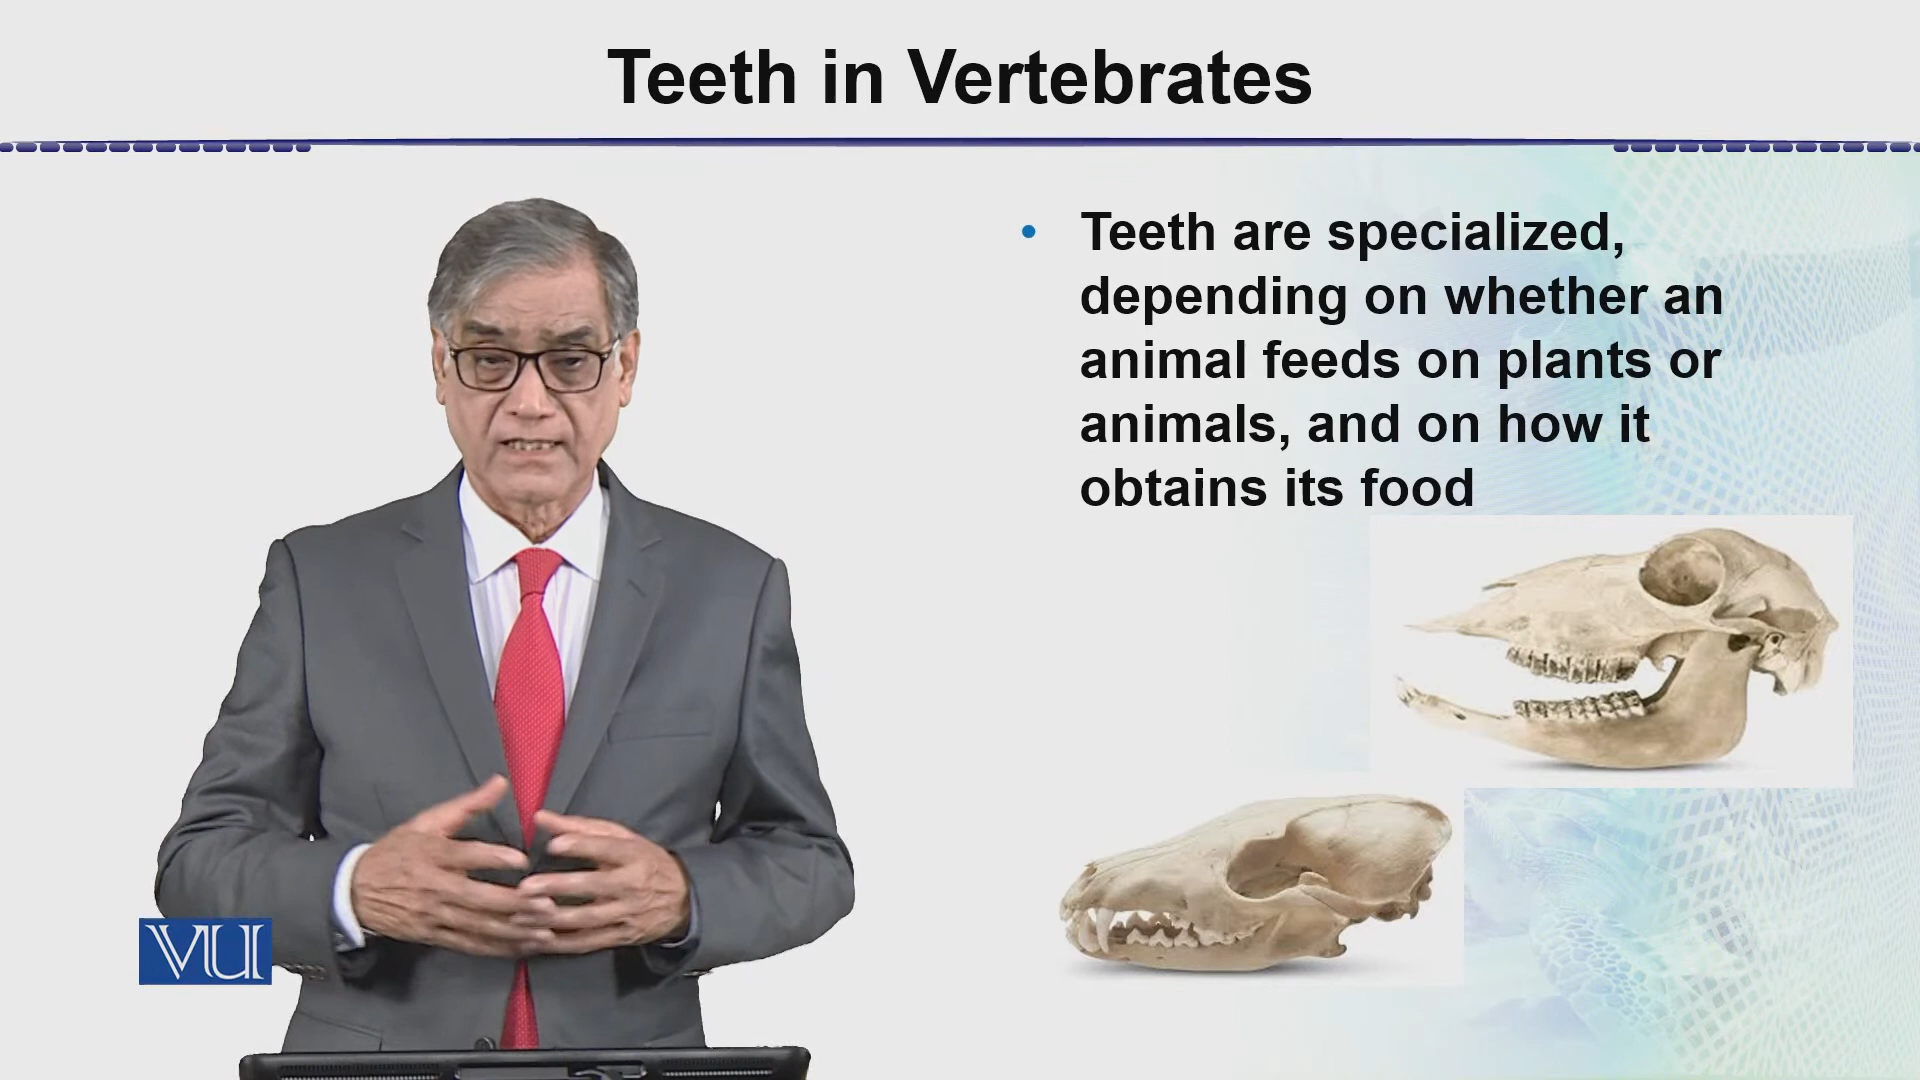 Teeth in Vertebrates
• Teeth are specialized,
depending on whether an
animal feeds on plants or
animals, and on how it
obtains its food
VU